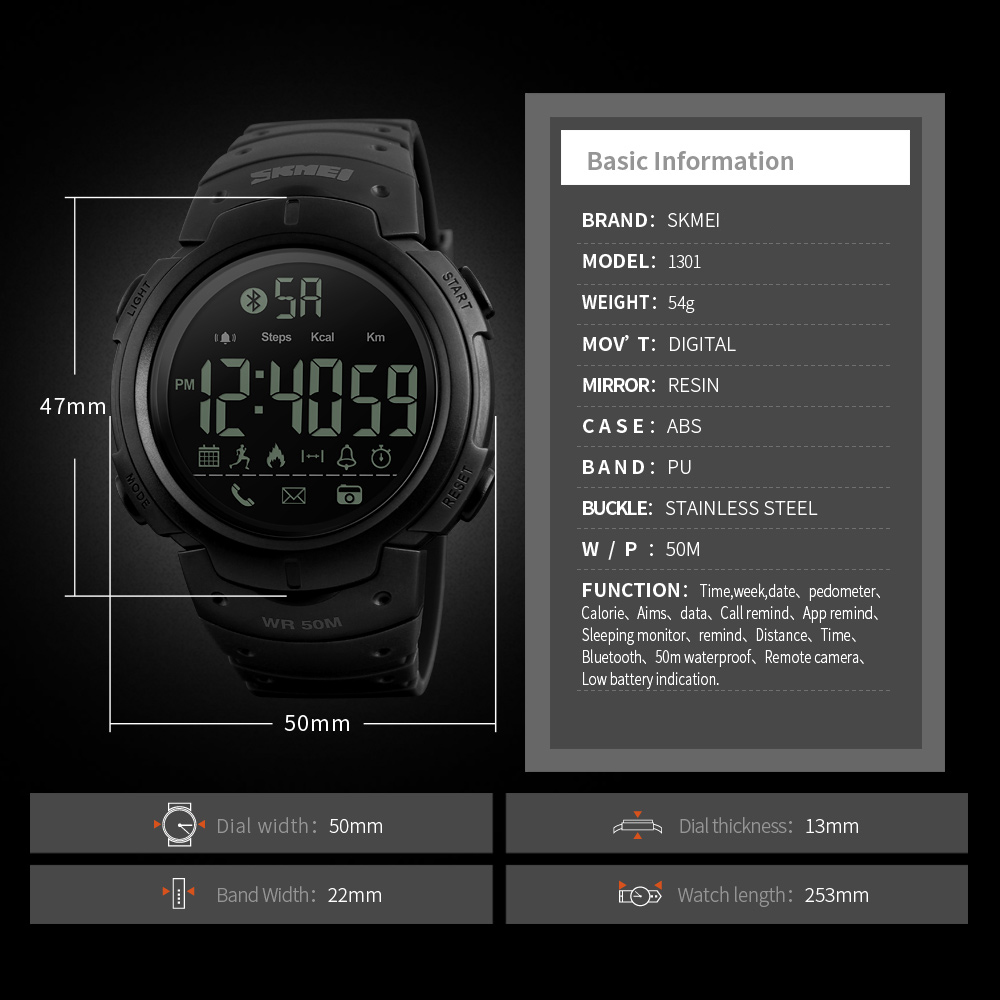 SKMEI
LIGHT
START
SA
Steps Kcal Km
PM 12:4059
MODE
RESET
WR 50M
47mm
50mm
Basic Information
BRAND： SKMEI
MODEL： 1301
WEIGHT： 54g
MOV’ T： DIGITAL
MIRROR： RESIN
CASE： ABS
BAND： PU
BUCKLE： STAINLESS STEEL
W / P ： 50M
FUNCTION： Time,week,date、 pedometer、
Calorie、 Aims、 data、 Call remind、 App remind、
Sleeping monitor、 remind、 Distance、 Time、
Bluetooth、 50m waterproof、 Remote camera、
Low battery indication.
Dial width： 50mm
Dial thickness： 13mm
Band Width： 22mm
Watch length： 253mm